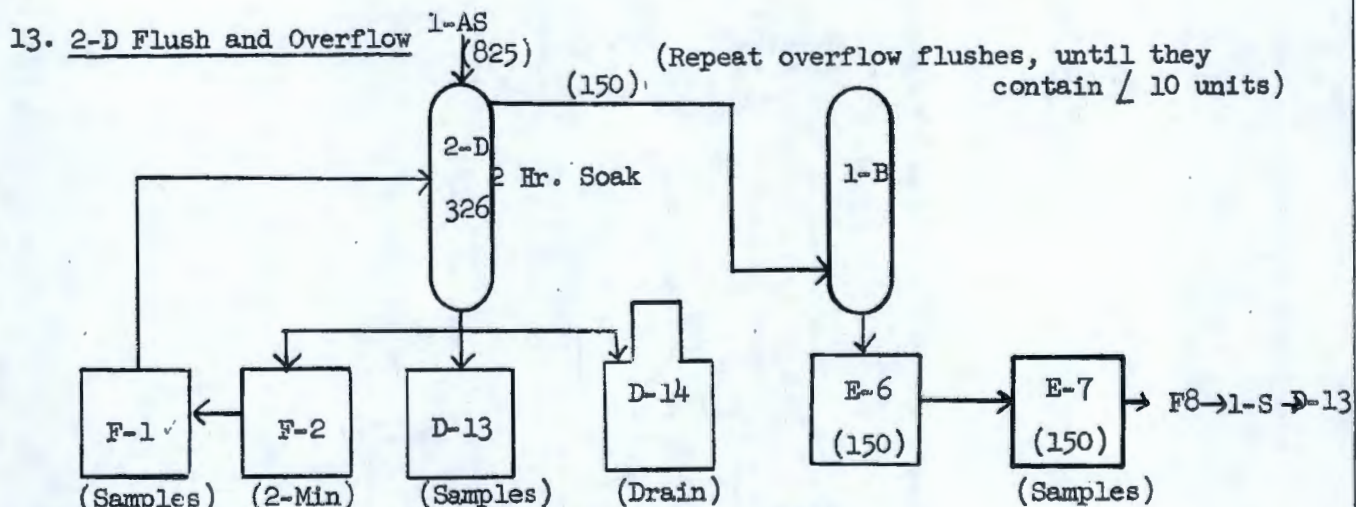 13. 2-D Flush and Overflow
1-AS
(825)
(150)
(Repeat overflow flushes, until they
contain ∠ 10 units)
2-D
2 Hr. Soak
326
1-B
F-1
F-2
D-13
D-14
E-6
(150)
E-7
(150)
F8→1-S→D-13
(Samples)
(2-Min)
(Samples)
(Drain)
(Samples)